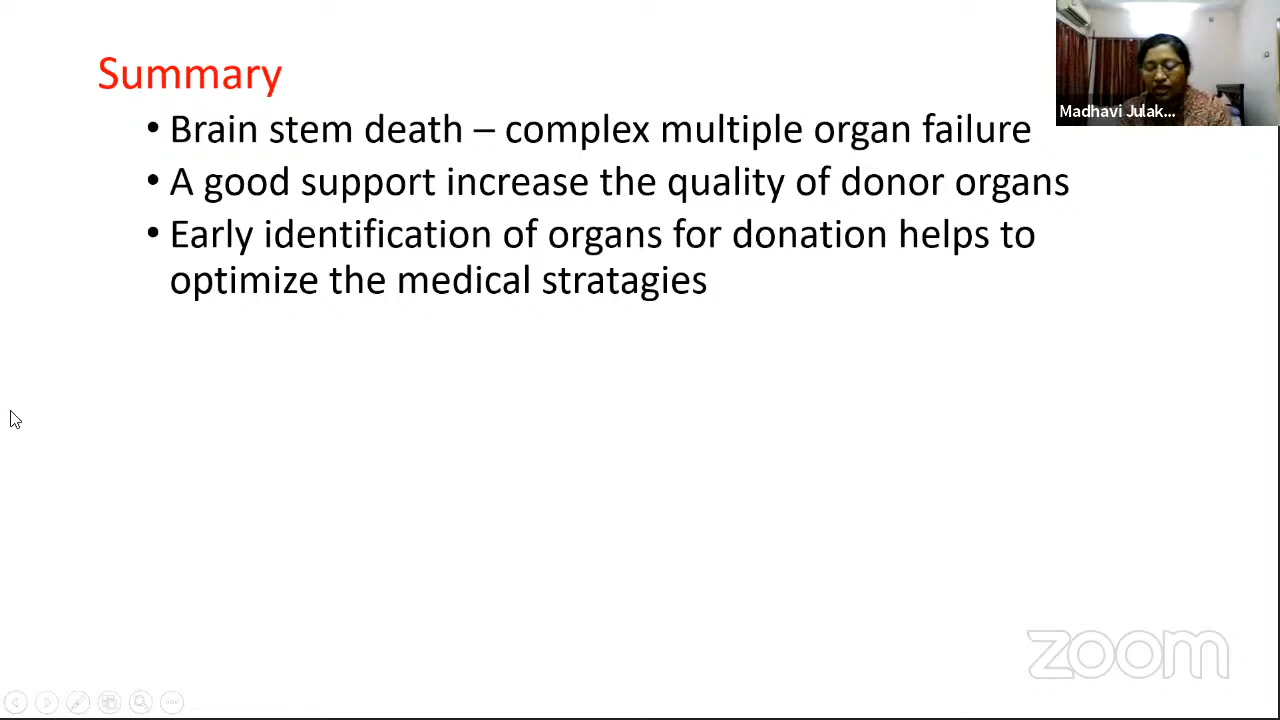 Summary
• Brain stem death – complex multiple organ failure
• A good support increase the quality of donor organs
• Early identification of organs for donation helps to
optimize the medical stratagies
Madhavi Julak...
zoom